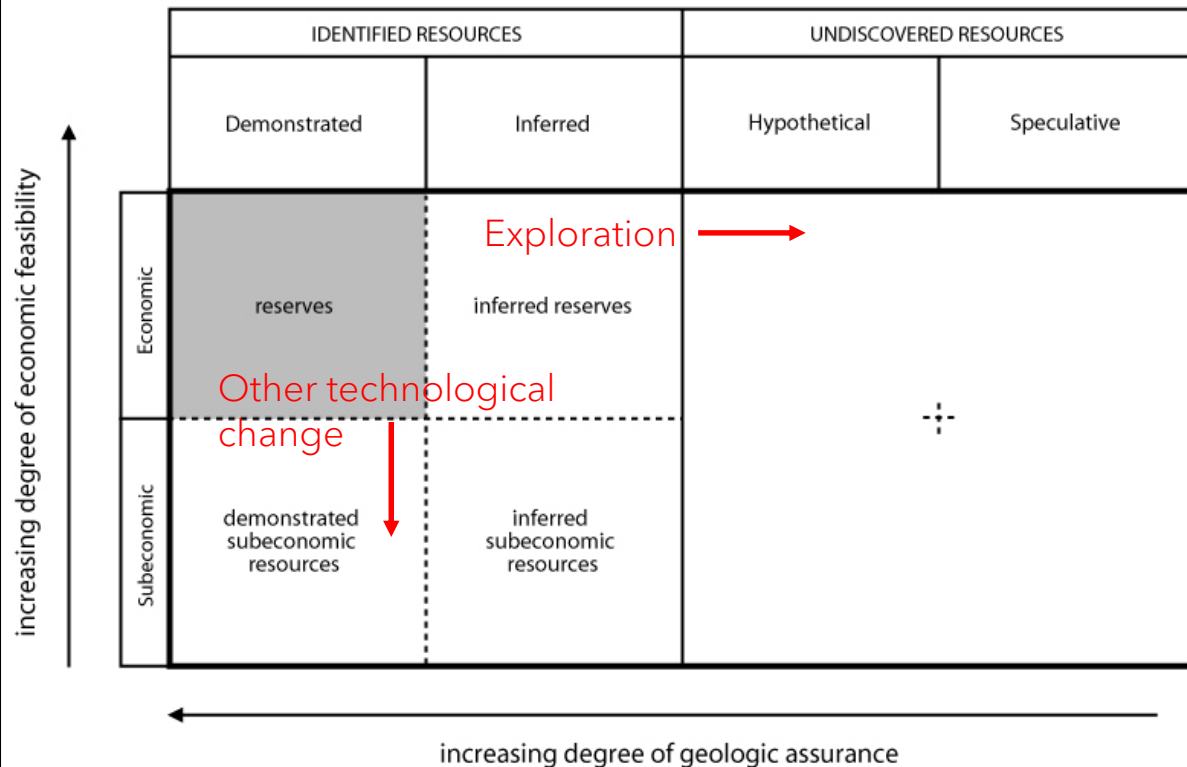 IDENTIFIED RESOURCES
UNDISCOVERED RESOURCES
Demonstrated
Inferred
Hypothetical
Speculative
increasing degree of economic feasibility
Economic
Exploration
reserves
inferred reserves
Other technological
change
Subeconomic
demonstrated
subeconomic
resources
inferred
subeconomic
resources
increasing degree of geologic assurance